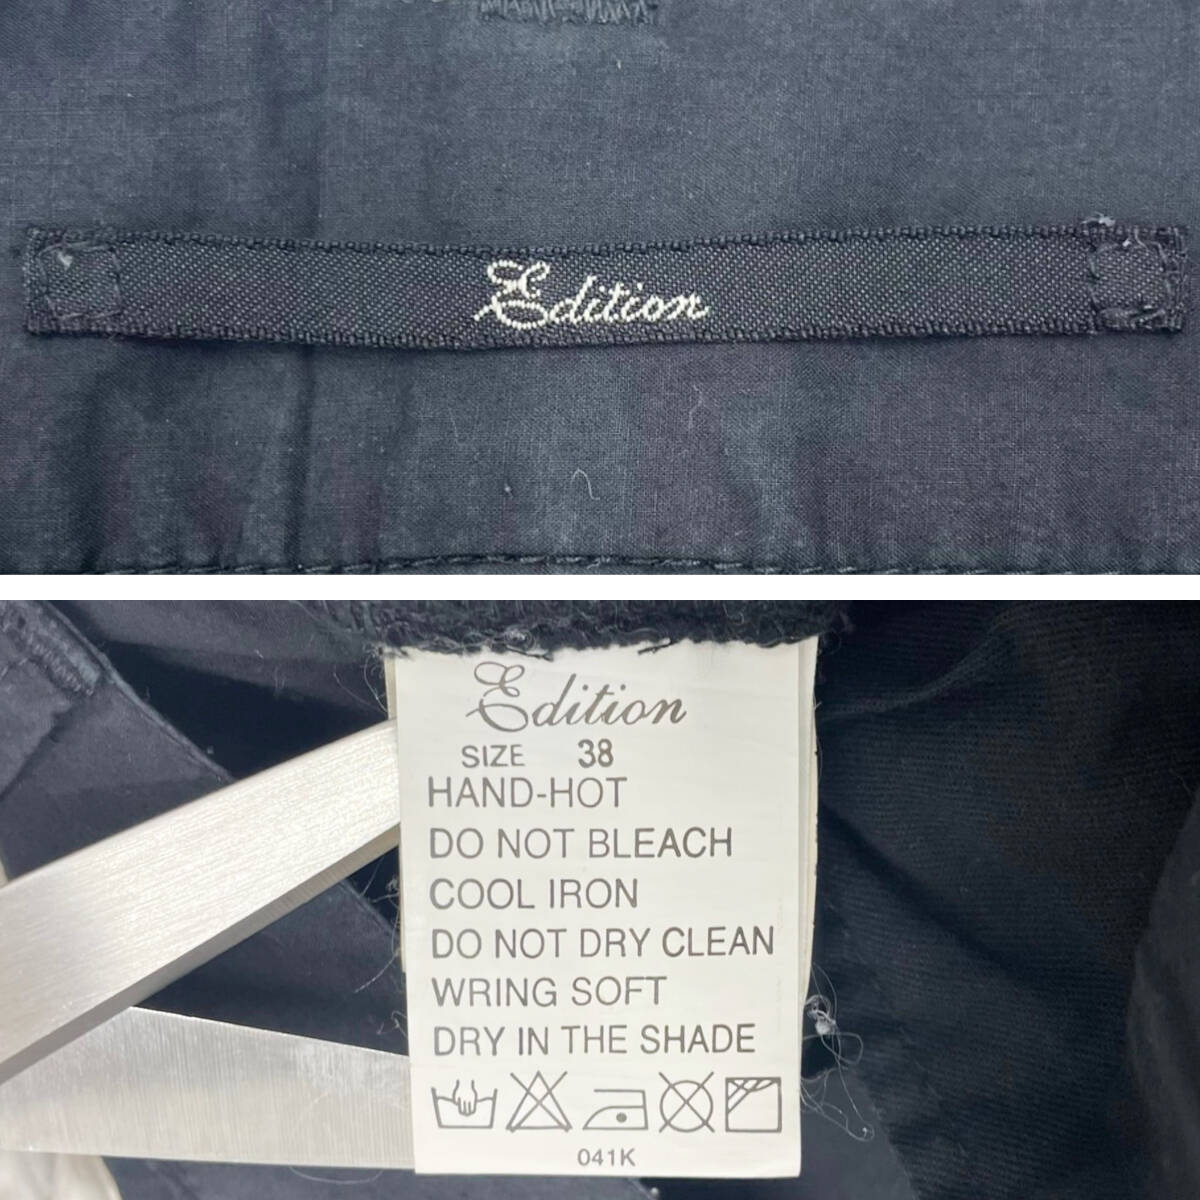 Edition
Edition
SIZE 38
HAND-HOT
DO NOT BLEACH
COOL IRON
DO NOT DRY CLEAN
WRING SOFT
DRY IN THE SHADE
041K